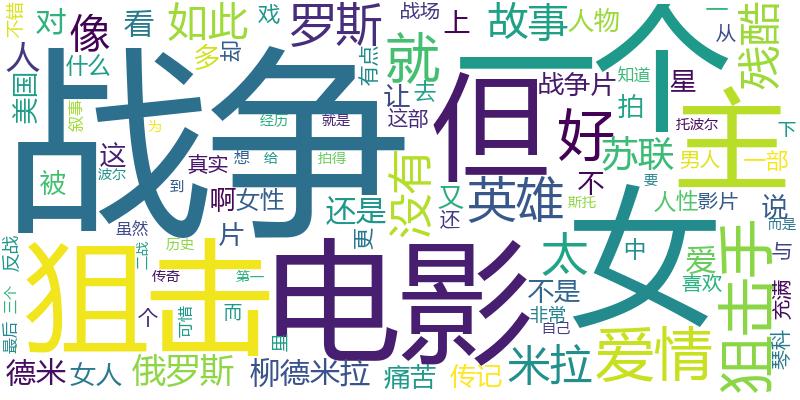 不错
人
像
对
看
如此
多
却
戏
罗斯
有点
战场
上
就
故事
人物
一个
一
从
残酷
美国
什么
叙事
这
战争
经历
就是
让
去
这部
但
战争片
好
知道
拍
星
托波尔
主
下
为
被
波尔
真实
想
给
拍得
到
啊
女性
没有
又
还
英雄
不
斯托
苏联
男人
一部
要
人性
影片
说
而是
虽然
片
还是
更
反战
二战
历史
狙击
传奇
第一
电影
太
不是
非常
自己
女
中
爱
喜欢
狙击手
与
充满
琴科
三个
最后
个
可惜
而
里
德米
女人
俄罗斯
柳德米拉
痛苦
传记
米拉
爱情